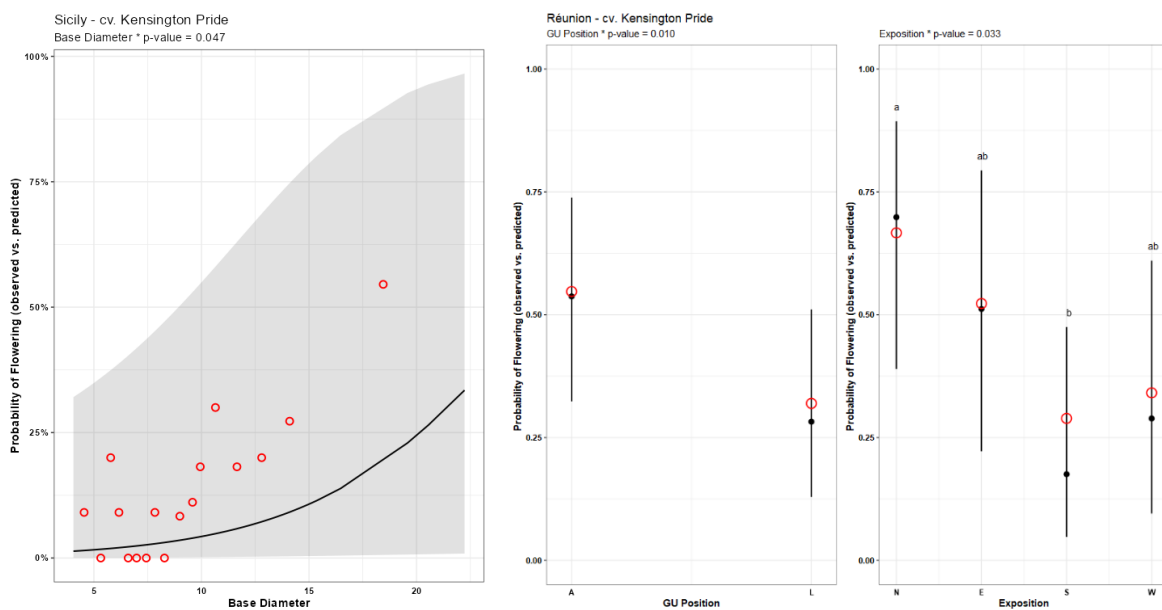 Sicily - cv. Kensington Pride
Base Diameter * p-value = 0.047
Probability of Flowering (observed vs. predicted)
100%
75%
50%
25%
0%
5
10
15
20
Base Diameter
Réunion - cv. Kensington Pride
GU Position * p-value = 0.010
Probability of Flowering (observed vs. predicted)
1.00
0.75
0.50
0.25
0.00
A
L
GU Position
Exposition * p-value = 0.033
Probability of Flowering (observed vs. predicted)
1.00
0.75
0.50
0.25
0.00
a
ab
b
ab
N
E
S
W
Exposition